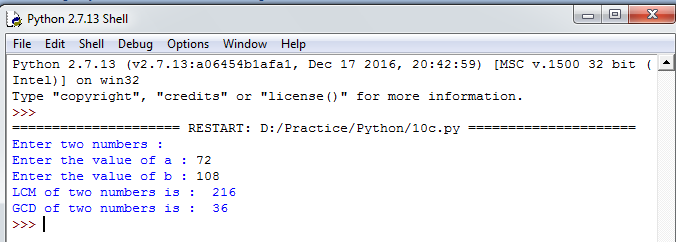 Python 2.7.13 Shell
File Edit Shell Debug Options Window Help
Python 2.7.13 (v2.7.13:a06454b1afa1, Dec 17 2016, 20:42:59) [MSC v.1500 32 bit (
Intel)] on win32
Type "copyright", "credits" or "license()" for more information.
>>>
===================== RESTART: D:/Practice/Python/10c.py =====================
Enter two numbers :
Enter the value of a : 72
Enter the value of b : 108
LCM of two numbers is :  216
GCD of two numbers is :  36
>>>